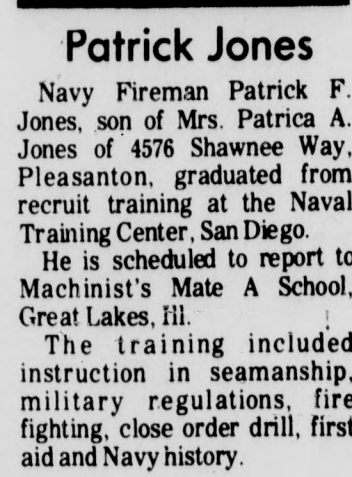 Patrick Jones
Navy Fireman Patrick F.
Jones, son of Mrs. Patrica A.
Jones of 4576 Shawnee Way,
Pleasanton, graduated from
recruit training at the Naval
Training Center, San Diego.
He is scheduled to report to
Machinist's Mate A School,
Great Lakes, Ill.
The training included
instruction in seamanship,
military regulations, fire
fighting, close order drill, first
aid and Navy history.